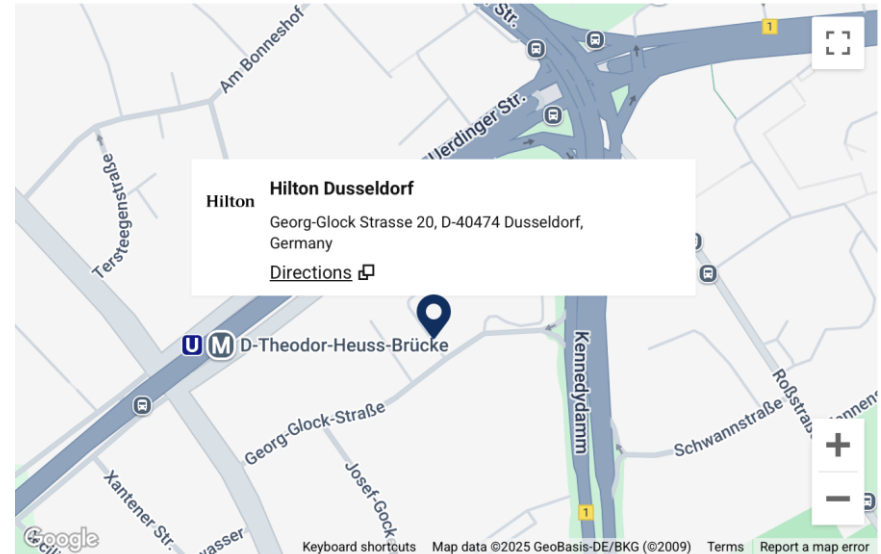 Am Bonneshof
Str.
1
Uerdinger Str.
Tersteegenstraße
Hilton
Hilton Dusseldorf
Georg-Glock Strasse 20, D-40474 Dusseldorf,
Germany
Directions
U M D-Theodor-Heuss-Brücke
Kennedydamm
Roßstraße
Georg-Glock-Straße
Schwannstraße
Josef-Gock
Xantener Str.
+
−
1
Google
Keyboard shortcuts Map data ©2025 GeoBasis-DE/BKG (©2009) Terms Report a map error